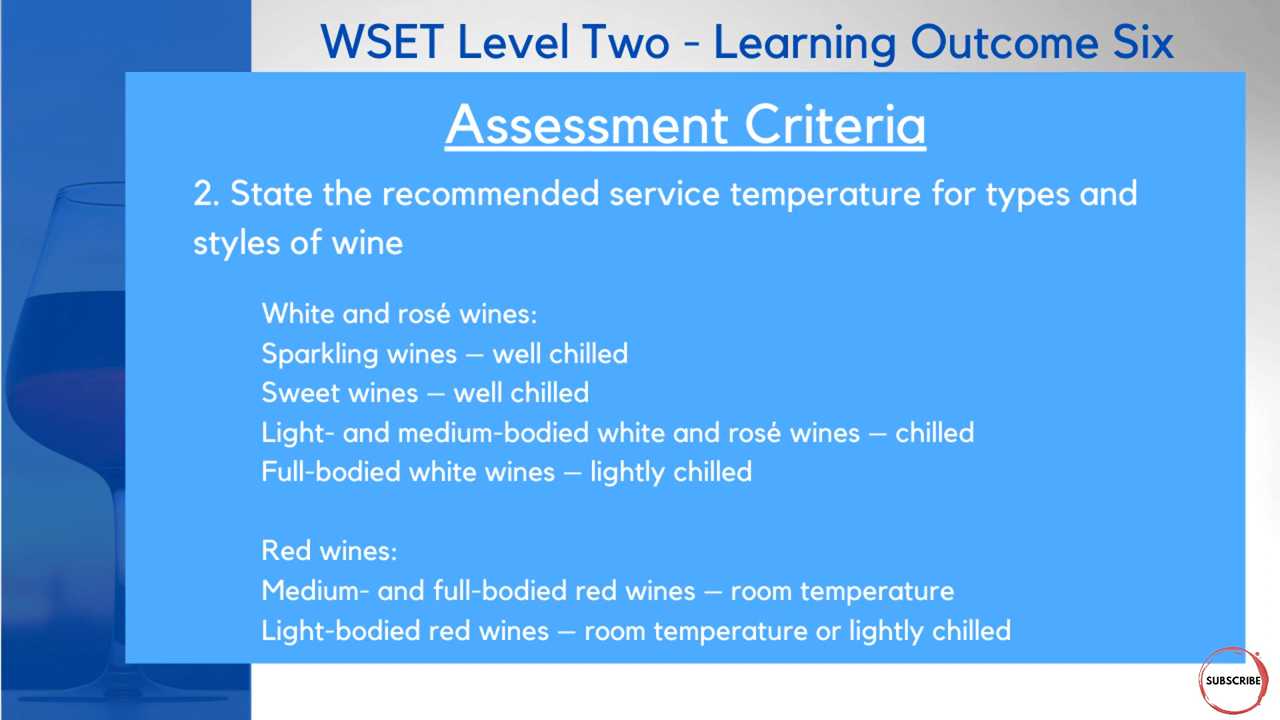 WSET Level Two - Learning Outcome Six
Assessment Criteria
2. State the recommended service temperature for types and
styles of wine
White and rosé wines:
Sparkling wines – well chilled
Sweet wines – well chilled
Light- and medium-bodied white and rosé wines – chilled
Full-bodied white wines – lightly chilled
Red wines:
Medium- and full-bodied red wines – room temperature
Light-bodied red wines – room temperature or lightly chilled
SUBSCRIBE